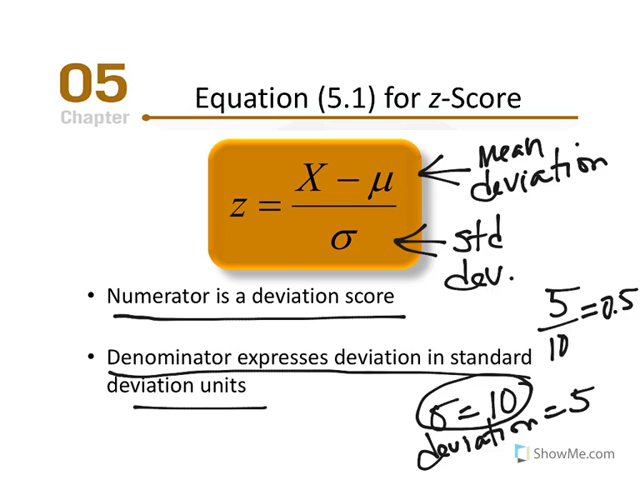 05
Chapter
Equation (5.1) for z-Score
z = (X − μ) / σ
mean
deviation
std
dev.
• Numerator is a deviation score
• Denominator expresses deviation in standard
deviation units
5/10 = 0.5
σ = 10
deviation = 5
ShowMe.com